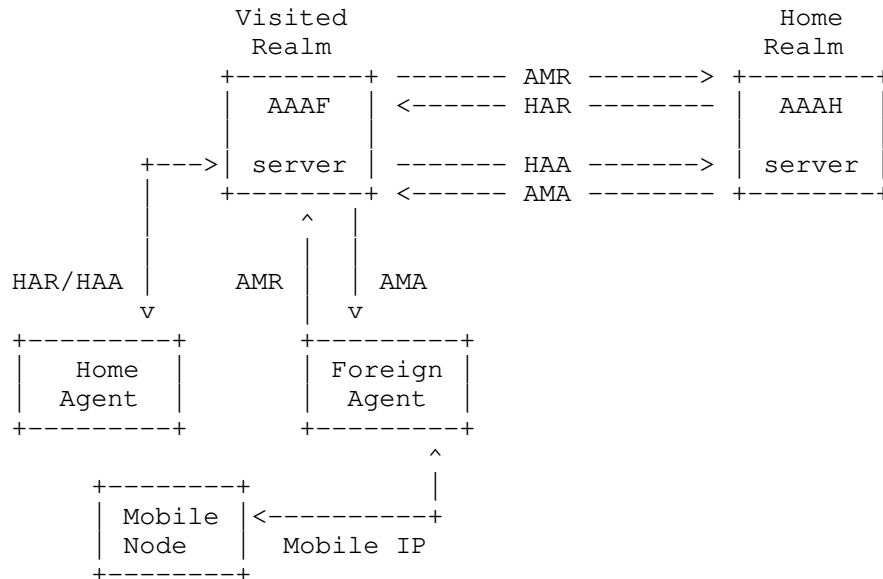 Visited                           Home
Realm                            Realm
+--------+ ------- AMR -------> +--------+
|  AAAF  | <------ HAR -------- |  AAAH  |
|        |                      |        |
+--->| server | ------- HAA -------> | server |
|    +--------+ <------ AMA -------- +--------+
|         ^  |
|         |  |
HAR/HAA |     AMR |  | AMA
v         |  v
+---------+       +---------+
|   Home  |       | Foreign |
|  Agent  |       |  Agent  |
+---------+       +---------+
^
+--------+            |
| Mobile |<-----------+
| Node   |  Mobile IP
+--------+